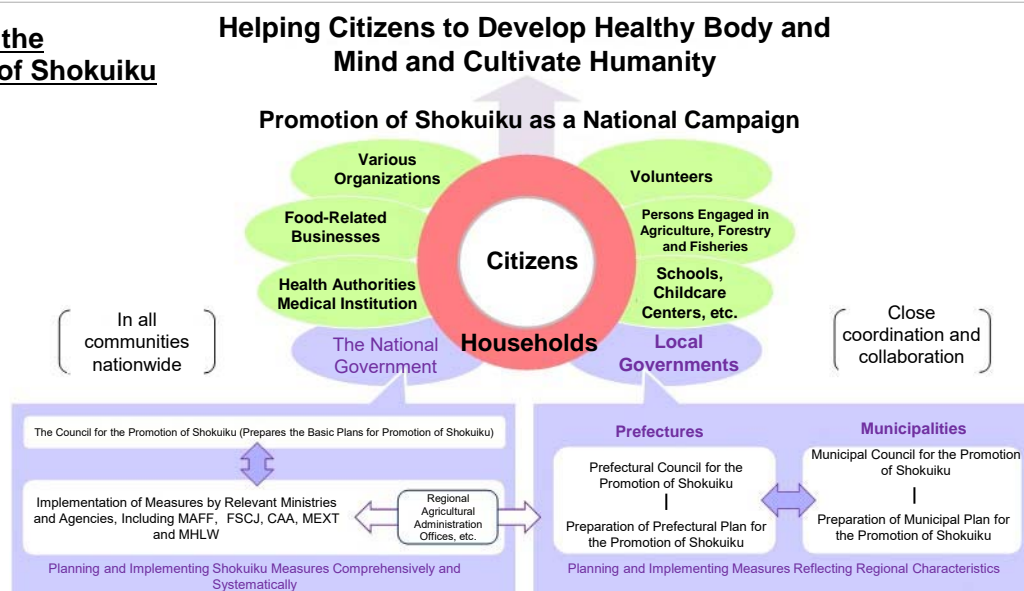 the
of Shokuiku
Helping Citizens to Develop Healthy Body and
Mind and Cultivate Humanity
Promotion of Shokuiku as a National Campaign
Various
Organizations
Volunteers
Food-Related
Businesses
Persons Engaged in
Agriculture, Forestry
and Fisheries
Citizens
Health Authorities
Medical Institution
Schools,
Childcare
Centers, etc.
In all
communities
nationwide
The National
Government
Households
Local
Governments
Close
coordination and
collaboration
The Council for the Promotion of Shokuiku (Prepares the Basic Plans for Promotion of Shokuiku)
Implementation of Measures by Relevant Ministries
and Agencies, Including MAFF, FSCJ, CAA, MEXT
and MHLW
Regional
Agricultural
Administration
Offices, etc.
Planning and Implementing Shokuiku Measures Comprehensively and
Systematically
Prefectures
Prefectural Council for the
Promotion of Shokuiku
Preparation of Prefectural Plan for
the Promotion of Shokuiku
Municipalities
Municipal Council for the Promotion
of Shokuiku
Preparation of Municipal Plan for
the Promotion of Shokuiku
Planning and Implementing Measures Reflecting Regional Characteristics